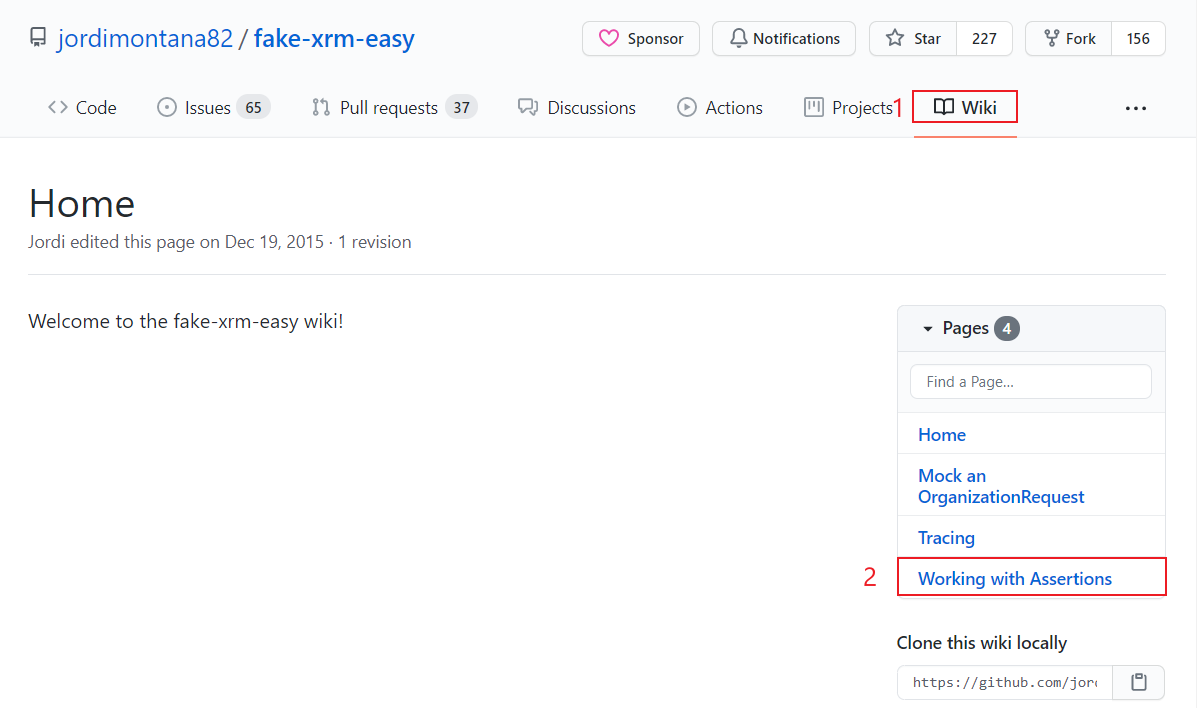 jordimontana82 / fake-xrm-easy Sponsor Notifications Star 227 Fork 156
Code Issues 65 Pull requests 37 Discussions Actions Projects 1 Wiki
Home
Jordi edited this page on Dec 19, 2015 · 1 revision
Welcome to the fake-xrm-easy wiki!
Pages 4
Find a Page...
Home
Mock an
OrganizationRequest
Tracing
2 Working with Assertions
Clone this wiki locally
https://github.com/jor